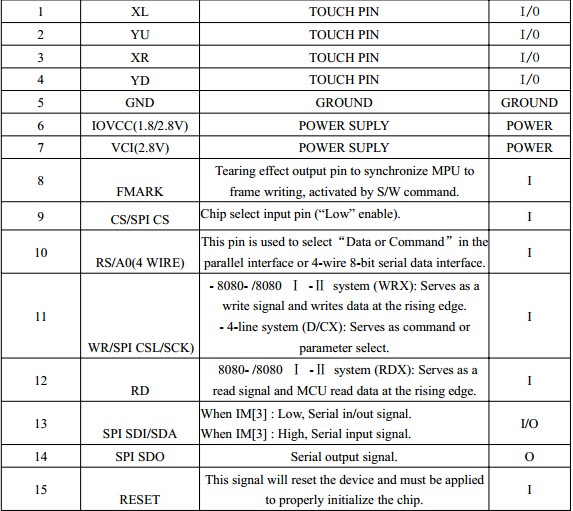 1 XL TOUCH PIN I/0
2 YU TOUCH PIN I/0
3 XR TOUCH PIN I/0
4 YD TOUCH PIN I/0
5 GND GROUND GROUND
6 IOVCC(1.8/2.8V) POWER SUPLY POWER
7 VCI(2.8V) POWER SUPLY POWER
8 FMARK Tearing effect output pin to synchronize MPU to I
frame writing, activated by S/W command.
9 CS/SPI CS Chip select input pin (“Low” enable). I
10 RS/A0(4 WIRE) This pin is used to select “Data or Command” in the I
parallel interface or 4-wire 8-bit serial data interface.
11 WR/SPI CSL/SCK) - 8080- /8080 Ⅰ -Ⅱ system (WRX): Serves as a I
write signal and writes data at the rising edge.
- 4-line system (D/CX): Serves as command or
parameter select.
12 RD 8080- /8080 Ⅰ -Ⅱ system (RDX): Serves as a I
read signal and MCU read data at the rising edge.
13 SPI SDI/SDA When IM[3] : Low, Serial in/out signal. I/O
When IM[3] : High, Serial input signal.
14 SPI SDO Serial output signal. O
15 RESET This signal will reset the device and must be applied I
to properly initialize the chip.